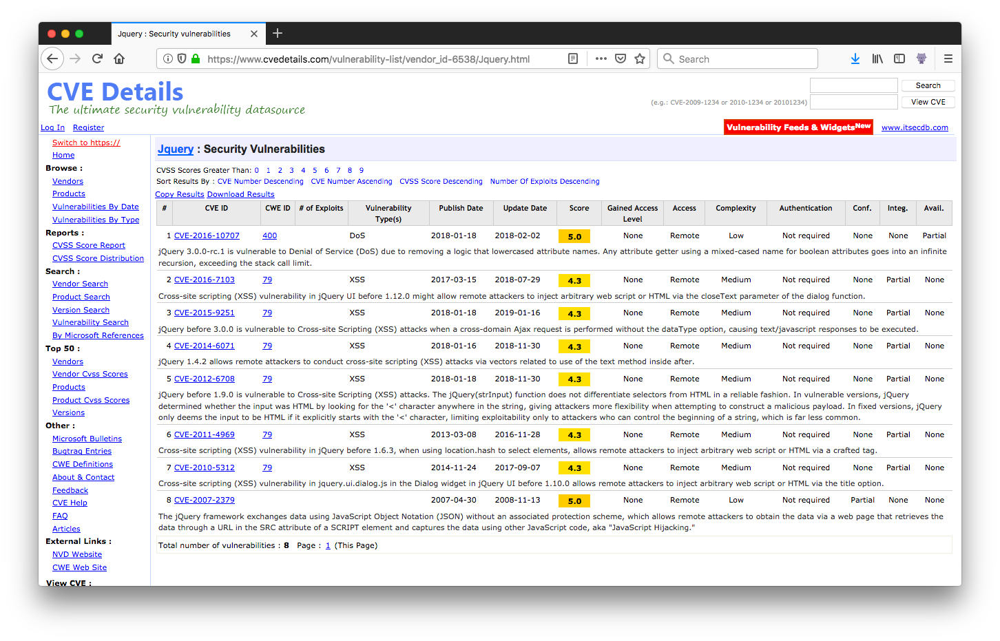 Jquery : Security vulnerabilities
https://www.cvedetails.com/vulnerability-list/vendor_id-6538/Jquery.html
Search
CVE Details
The ultimate security vulnerability datasource
Search
(e.g.: CVE-2009-1234 or 2010-1234 or 20101234)
View CVE
Log In Register
Vulnerability Feeds & WidgetsNew www.itsecdb.com
Switch to https://
Home
Browse :
Vendors
Products
Vulnerabilities By Date
Vulnerabilities By Type
Reports :
CVSS Score Report
CVSS Score Distribution
Search :
Vendor Search
Product Search
Version Search
Vulnerability Search
By Microsoft References
Top 50 :
Vendors
Vendor Cvss Scores
Products
Product Cvss Scores
Versions
Other :
Microsoft Bulletins
Bugtraq Entries
CWE Definitions
About & Contact
Feedback
CVE Help
FAQ
Articles
External Links :
NVD Website
CWE Web Site
View CVE :
Jquery : Security Vulnerabilities
CVSS Scores Greater Than: 0 1 2 3 4 5 6 7 8 9
Sort Results By : CVE Number Descending CVE Number Ascending CVSS Score Descending Number Of Exploits Descending
Copy Results Download Results
# CVE ID CWE ID # of Exploits Vulnerability Type(s) Publish Date Update Date Score Gained Access Level Access Complexity Authentication Conf. Integ. Avail.
1 CVE-2016-10707 400 DoS 2018-01-18 2018-02-02 5.0 None Remote Low Not required None None Partial
jQuery 3.0.0-rc.1 is vulnerable to Denial of Service (DoS) due to removing a logic that lowercased attribute names. Any attribute getter using a mixed-cased name for boolean attributes goes into an infinite
recursion, exceeding the stack call limit.
2 CVE-2016-7103 79 XSS 2017-03-15 2018-07-29 4.3 None Remote Medium Not required None Partial None
Cross-site scripting (XSS) vulnerability in jQuery UI before 1.12.0 might allow remote attackers to inject arbitrary web script or HTML via the closeText parameter of the dialog function.
3 CVE-2015-9251 79 XSS 2018-01-18 2019-01-16 4.3 None Remote Medium Not required None Partial None
jQuery before 3.0.0 is vulnerable to Cross-site Scripting (XSS) attacks when a cross-domain Ajax request is performed without the dataType option, causing text/javascript responses to be executed.
4 CVE-2014-6071 79 XSS 2018-01-16 2018-11-30 4.3 None Remote Medium Not required None Partial None
jQuery 1.4.2 allows remote attackers to conduct cross-site scripting (XSS) attacks via vectors related to use of the text method inside after.
5 CVE-2012-6708 79 XSS 2018-01-18 2018-11-30 4.3 None Remote Medium Not required None Partial None
jQuery before 1.9.0 is vulnerable to Cross-site Scripting (XSS) attacks. The jQuery(strInput) function does not differentiate selectors from HTML in a reliable fashion. In vulnerable versions, jQuery
determined whether the input was HTML by looking for the '<' character anywhere in the string, giving attackers more flexibility when attempting to construct a malicious payload. In fixed versions, jQuery
only deems the input to be HTML if it explicitly starts with the '<' character, limiting exploitability only to attackers who can control the beginning of a string, which is far less common.
6 CVE-2011-4969 79 XSS 2013-03-08 2016-11-28 4.3 None Remote Medium Not required None Partial None
Cross-site scripting (XSS) vulnerability in jQuery before 1.6.3, when using location.hash to select elements, allows remote attackers to inject arbitrary web script or HTML via a crafted tag.
7 CVE-2010-5312 79 XSS 2014-11-24 2017-09-07 4.3 None Remote Medium Not required None Partial None
Cross-site scripting (XSS) vulnerability in jquery.ui.dialog.js in the Dialog widget in jQuery UI before 1.10.0 allows remote attackers to inject arbitrary web script or HTML via the title option.
8 CVE-2007-2379 2007-04-30 2008-11-13 5.0 None Remote Low Not required Partial None None
The jQuery framework exchanges data using JavaScript Object Notation (JSON) without an associated protection scheme, which allows remote attackers to obtain the data via a web page that retrieves the
data through a URL in the SRC attribute of a SCRIPT element and captures the data using other JavaScript code, aka "JavaScript Hijacking."
Total number of vulnerabilities : 8 Page : 1 (This Page)